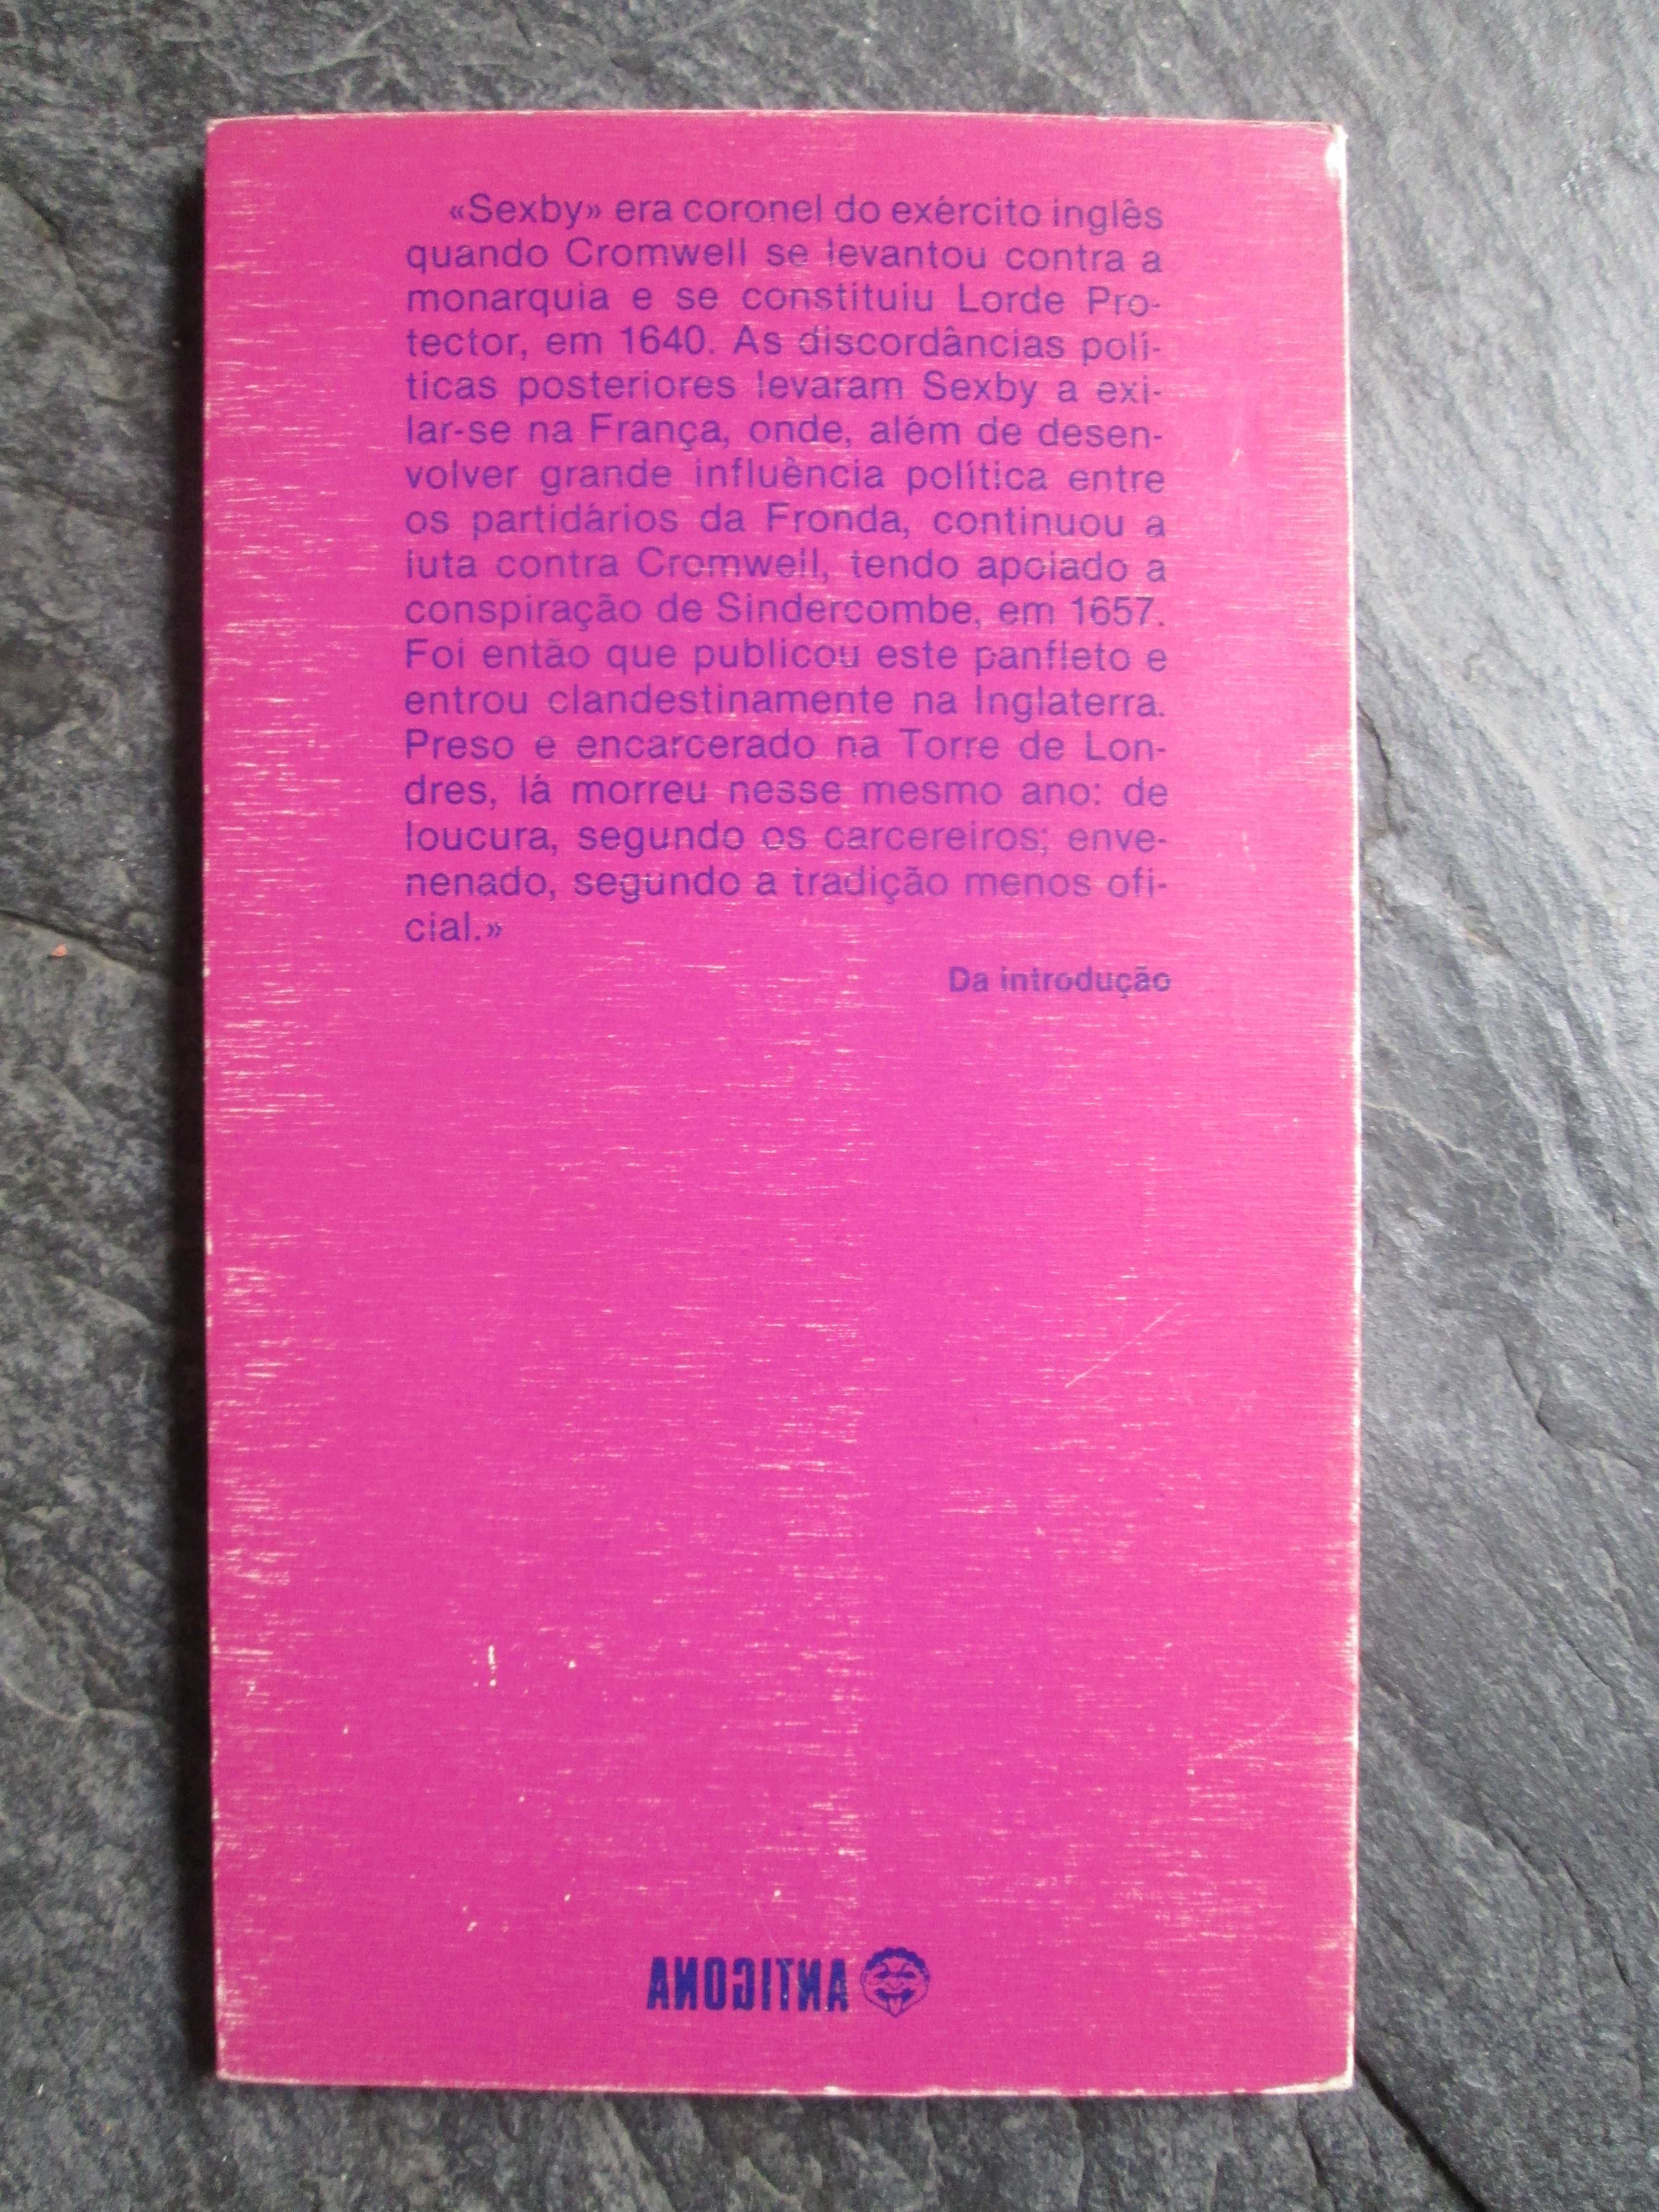 «Sexby» era coronel do exército inglês
quando Cromwell se levantou contra a
monarquia e se constituiu Lorde Pro-
tector, em 1640. As discordâncias polí-
ticas posteriores levaram Sexby a exi-
lar-se na França, onde, além de desen-
volver grande influência política entre
os partidários da Fronda, continuou a
luta contra Cromwell, tendo apoiado a
conspiração de Sindercombe, em 1657.
Foi então que publicou este panfleto e
entrou clandestinamente na Inglaterra.
Preso e encarcerado na Torre de Lon-
dres, lá morreu nesse mesmo ano: de
loucura, segundo os carcereiros; enve-
nenado, segundo a tradição menos ofi-
cial.»
Da introdução
ANTIGONA